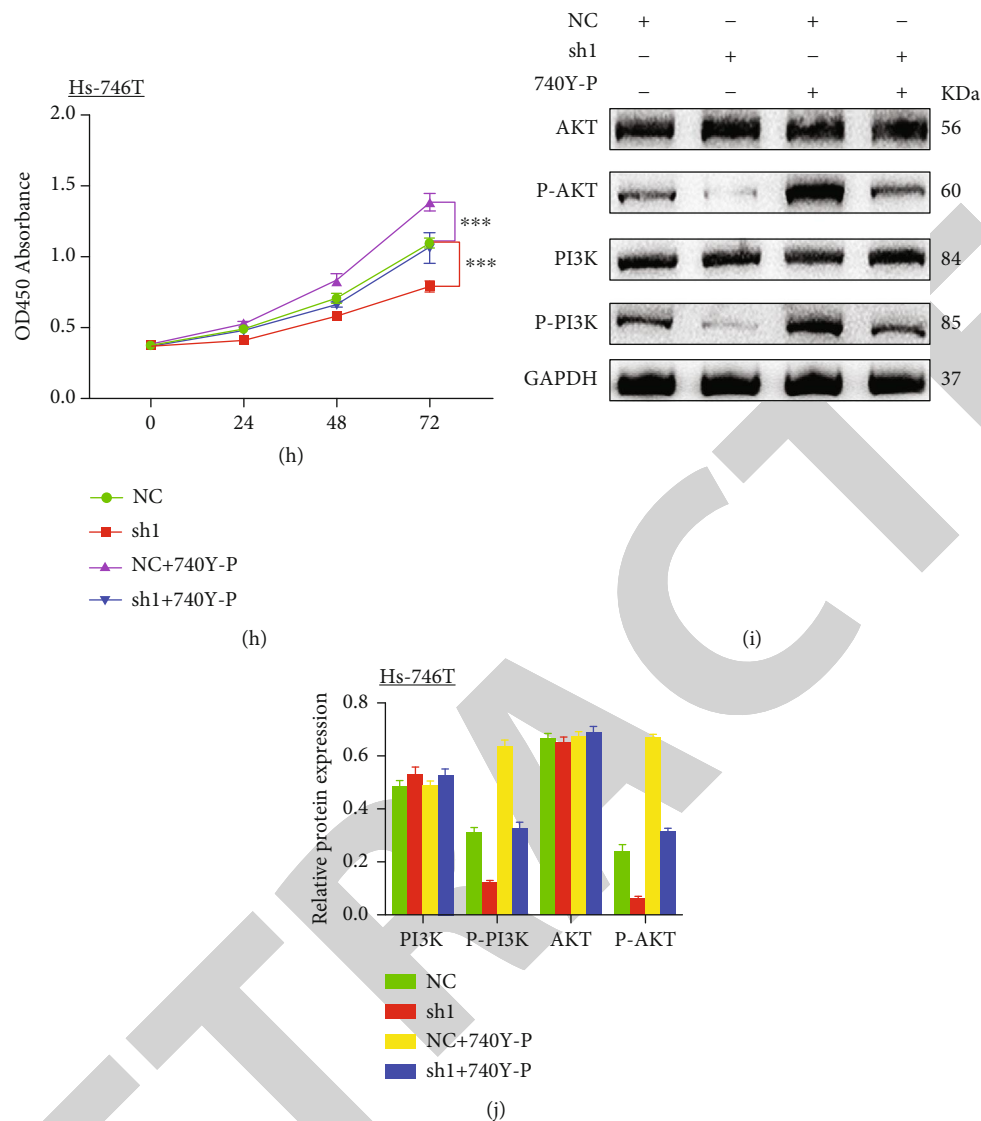 NC + − + −
sh1 − + − +
740Y-P − − + + KDa
AKT 56
P-AKT 60
PI3K 84
P-PI3K 85
GAPDH 37
(i)
Hs-746T
OD450 Absorbance
2.0
1.5
1.0
0.5
0.0
***
***
0 24 48 72
(h)
NC
sh1
NC+740Y-P
sh1+740Y-P
(h)
Hs-746T
Relative protein expression
0.8
0.6
0.4
0.2
0.0
PI3K P-PI3K AKT P-AKT
NC
sh1
NC+740Y-P
sh1+740Y-P
(j)
TRACT